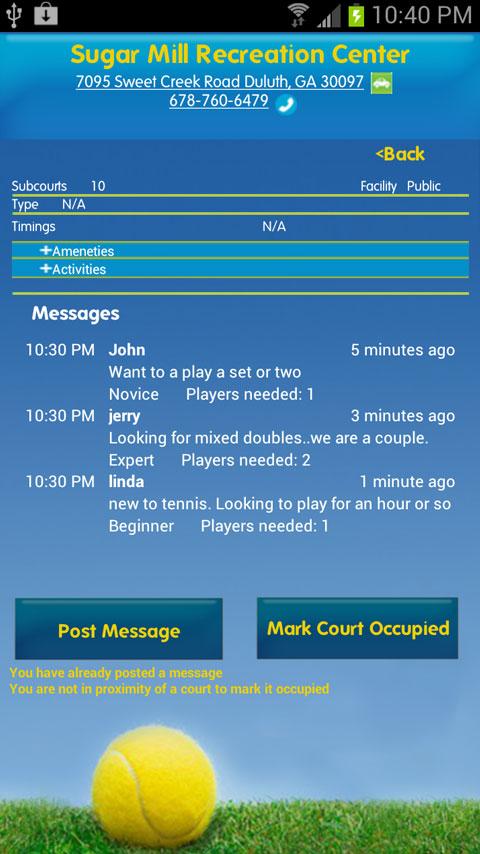 10:40 PM
Sugar Mill Recreation Center
7095 Sweet Creek Road Duluth, GA 30097
678-760-6479
<Back
Subcourts 10 Facility Public
Type N/A
Timings N/A
+Ameneties
+Activities
Messages
10:30 PM John 5 minutes ago
Want to a play a set or two
Novice Players needed: 1
10:30 PM jerry 3 minutes ago
Looking for mixed doubles..we are a couple.
Expert Players needed: 2
10:30 PM linda 1 minute ago
new to tennis. Looking to play for an hour or so
Beginner Players needed: 1
Post Message Mark Court Occupied
You have already posted a message
You are not in proximity of a court to mark it occupied